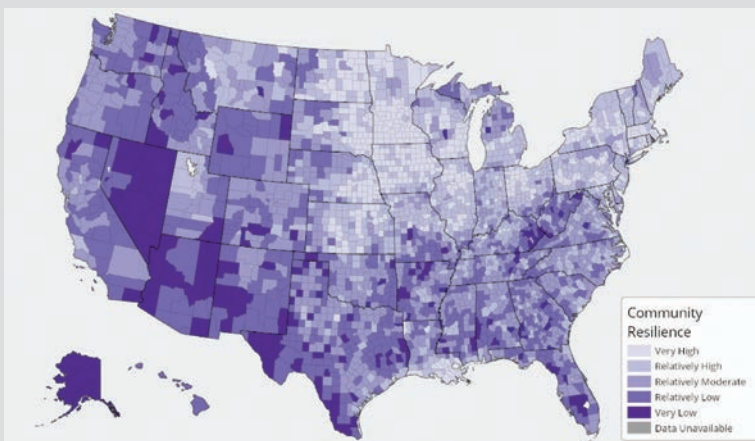 Community
Resilience
Very High
Relatively High
Relatively Moderate
Relatively Low
Very Low
Data Unavailable